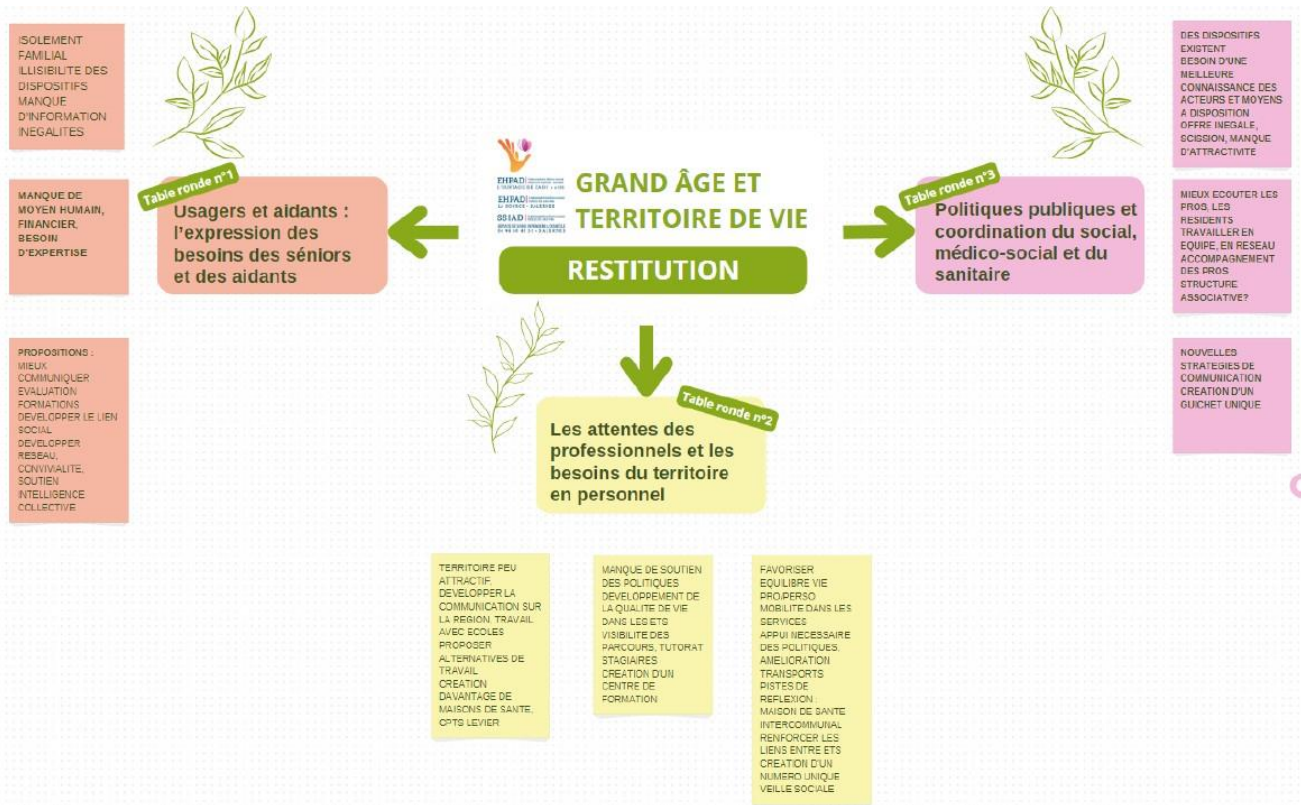 ISOLEMENT
FAMILIAL
ILLISIBILITE DES
DISPOSITIFS
MANQUE
D'INFORMATION
INEGALITES
MANQUE DE
MOYEN HUMAIN,
FINANCIER,
BESOIN
D'EXPERTISE
PROPOSITIONS :
MIEUX
COMMUNIQUER
EVALUATION
FORMATIONS
DEVELOPPER LE LIEN
SOCIAL
DEVELOPPER
RESEAU,
CONVIVIALITE,
SOUTIEN
INTELLIGENCE
COLLECTIVE
Table ronde n°1
Usagers et aidants :
l'expression des
besoins des séniors
et des aidants
EHPAD
EHPAD
SSIAD
GRAND ÂGE ET
TERRITOIRE DE VIE
RESTITUTION
Table ronde n°2
Les attentes des
professionnels et les
besoins du territoire
en personnel
TERRITOIRE PEU
ATTRACTIF,
DEVELOPPER LA
COMMUNICATION SUR
LA REGION, TRAVAIL
AVEC ECOLES
PROPOSER
ALTERNATIVES DE
TRAVAIL
CREATION
DAVANTAGE DE
MAISONS DE SANTE,
CPTS LEVIER
MANQUE DE SOUTIEN
DES POLITIQUES
DEVELOPPEMENT DE
LA QUALITE DE VIE
DANS LES ETS
VISIBILITE DES
PARCOURS, TUTORAT
STAGIAIRES
CREATION D'UN
CENTRE DE
FORMATION
FAVORISER
EQUILIBRE VIE
PRO/PERSO
MOBILITE DANS LES
SERVICES
APPUI NECESSAIRE
DES POLITIQUES,
AMELIORATION
TRANSPORTS
PISTES DE
REFLEXION :
MAISON DE SANTE
INTERCOMMUNAL
RENFORCER LES
LIENS ENTRE ETS
CREATION D'UN
NUMERO UNIQUE
VEILLE SOCIALE
Table ronde n°3
Politiques publiques et
coordination du social,
médico-social et du
sanitaire
DES DISPOSITIFS
EXISTENT
BESOIN D'UNE
MEILLEURE
CONNAISSANCE DES
ACTEURS ET MOYENS
A DISPOSITION
OFFRE INEGALE,
SCISSION, MANQUE
D'ATTRACTIVITE
MIEUX ECOUTER LES
PROS, LES
RESIDENTS
TRAVAILLER EN
EQUIPE, EN RESEAU
ACCOMPAGNEMENT
DES PROS
STRUCTURE
ASSOCIATIVE?
NOUVELLES
STRATEGIES DE
COMMUNICATION
CREATION D'UN
GUICHET UNIQUE